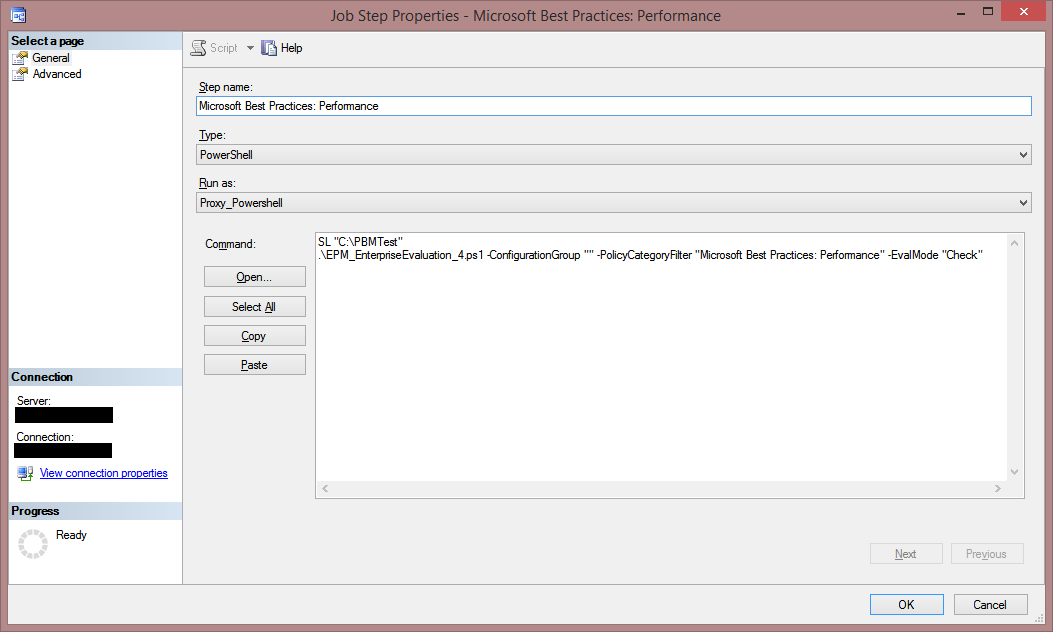 Job Step Properties - Microsoft Best Practices: Performance
Select a page
General
Advanced
Script
Help
Step name:
Microsoft Best Practices: Performance
Type:
PowerShell
Run as:
Proxy_Powershell
Command:
SL "C:\PBMTest"
.\EPM_EnterpriseEvaluation_4.ps1 -ConfigurationGroup "" -PolicyCategoryFilter "Microsoft Best Practices: Performance" -EvalMode "Check"
Open...
Select All
Copy
Paste
Connection
Server:
Connection:
View connection properties
Progress
Ready
Next
Previous
OK
Cancel